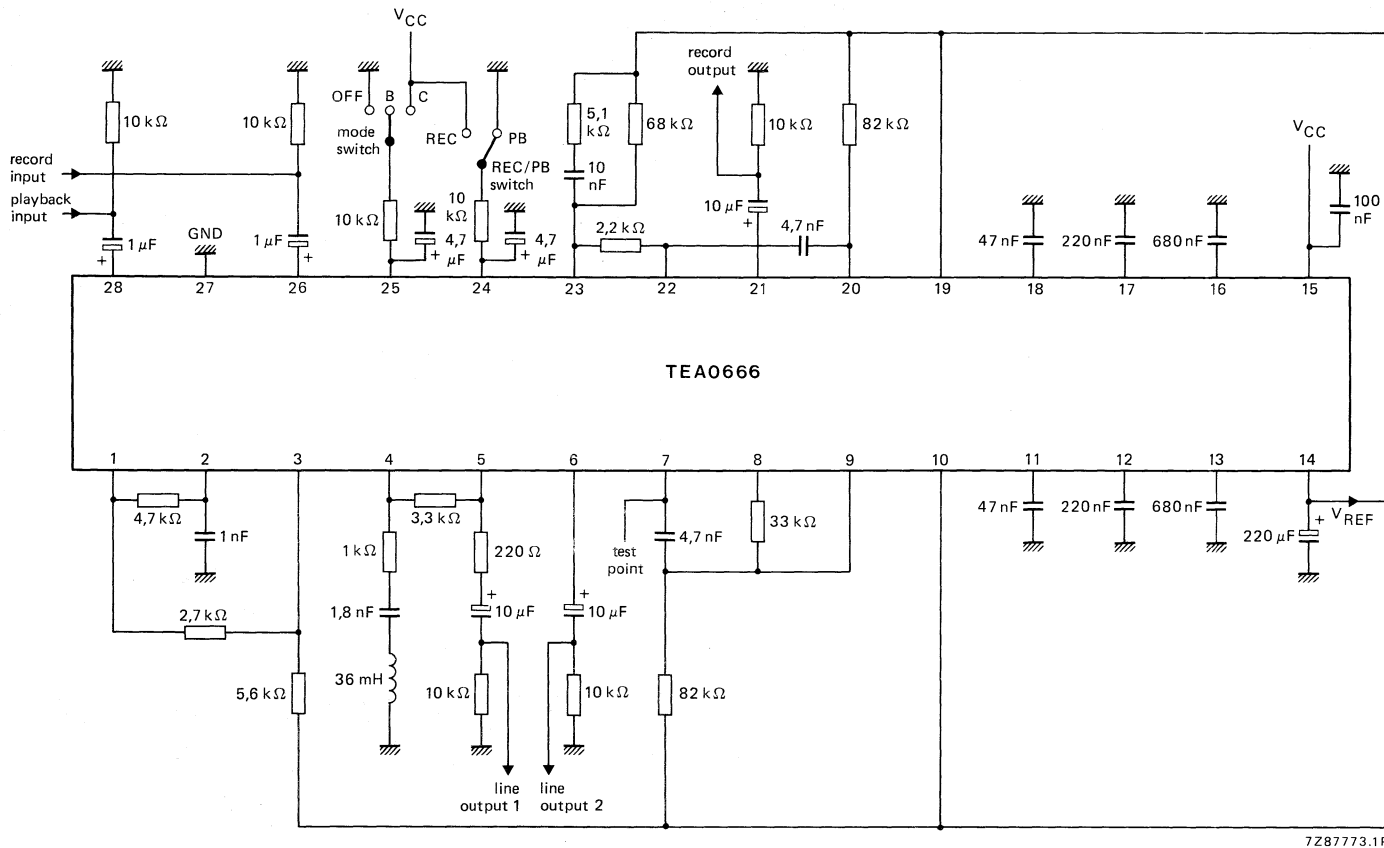 VCC
record
output
OFF B C
10 kΩ
10 kΩ
mode
switch
REC PB
REC/PB
switch
5,1
kΩ
68 kΩ
10 kΩ
82 kΩ
VCC
record
input
playback
input
10
nF
100
nF
10 kΩ
10
kΩ
10 µF
+
1 µF
+
GND
1 µF
+
4,7
µF
+
4,7
µF
+
2,2 kΩ
4,7 nF
47 nF
220 nF
680 nF
28 27 26 25 24 23 22 21 20 19 18 17 16 15
TEA0666
1 2 3 4 5 6 7 8 9 10 11 12 13 14
4,7 kΩ
1 nF
3,3 kΩ
1 kΩ
220 Ω
test
point
4,7 nF
33 kΩ
47 nF
220 nF
680 nF
VREF
220 µF
+
2,7 kΩ
1,8 nF
+
10 µF
+
10 µF
5,6 kΩ
36 mH
10 kΩ
10 kΩ
82 kΩ
line
output 1
line
output 2
7Z87773.1